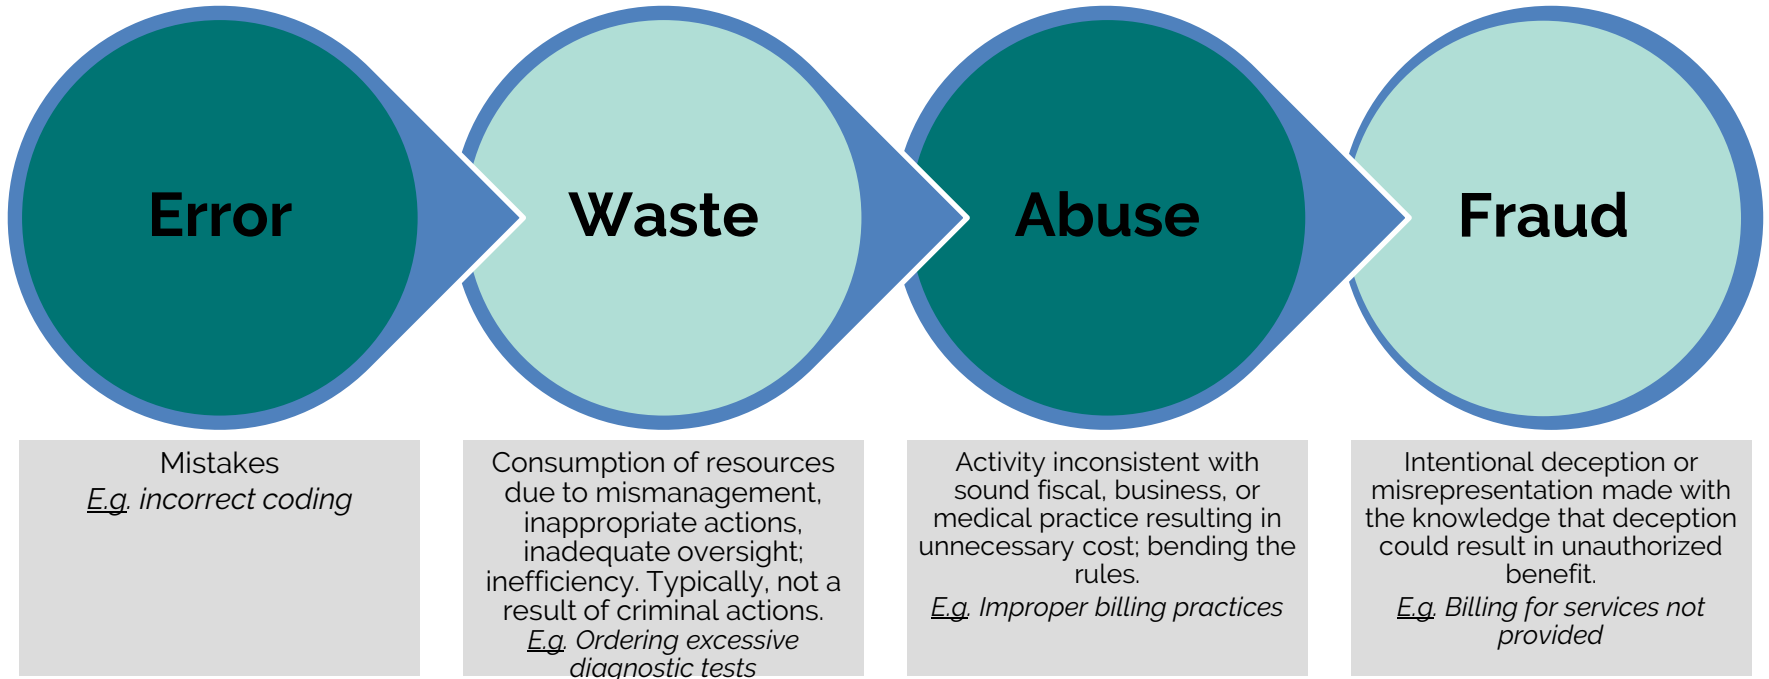 Error
Mistakes
E.g. incorrect coding
Waste
Consumption of resources
due to mismanagement,
inappropriate actions,
inadequate oversight;
inefficiency. Typically, not a
result of criminal actions.
E.g. Ordering excessive
diagnostic tests
Abuse
Activity inconsistent with
sound fiscal, business, or
medical practice resulting in
unnecessary cost; bending the
rules.
E.g. Improper billing practices
Fraud
Intentional deception or
misrepresentation made with
the knowledge that deception
could result in unauthorized
benefit.
E.g. Billing for services not
provided